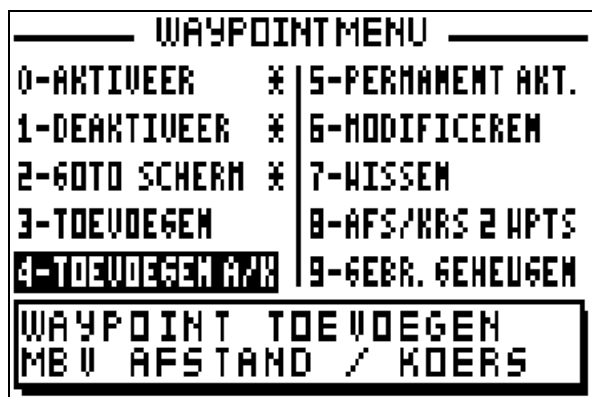 WAYPOINTMENU
0-AKTIVEER *
1-DEAKTIVEER *
2-GOTO SCHERM *
3-TOEVOEGEN
4-TOEVOEGEN A/K
5-PERMANENT AKT.
6-MODIFICEREN
7-WISSEN
8-AFS/KRS 2 WPTS
9-GEBR. GEHEUGEN
WAYPOINT TOEVOEGEN
MBV AFSTAND / KOERS